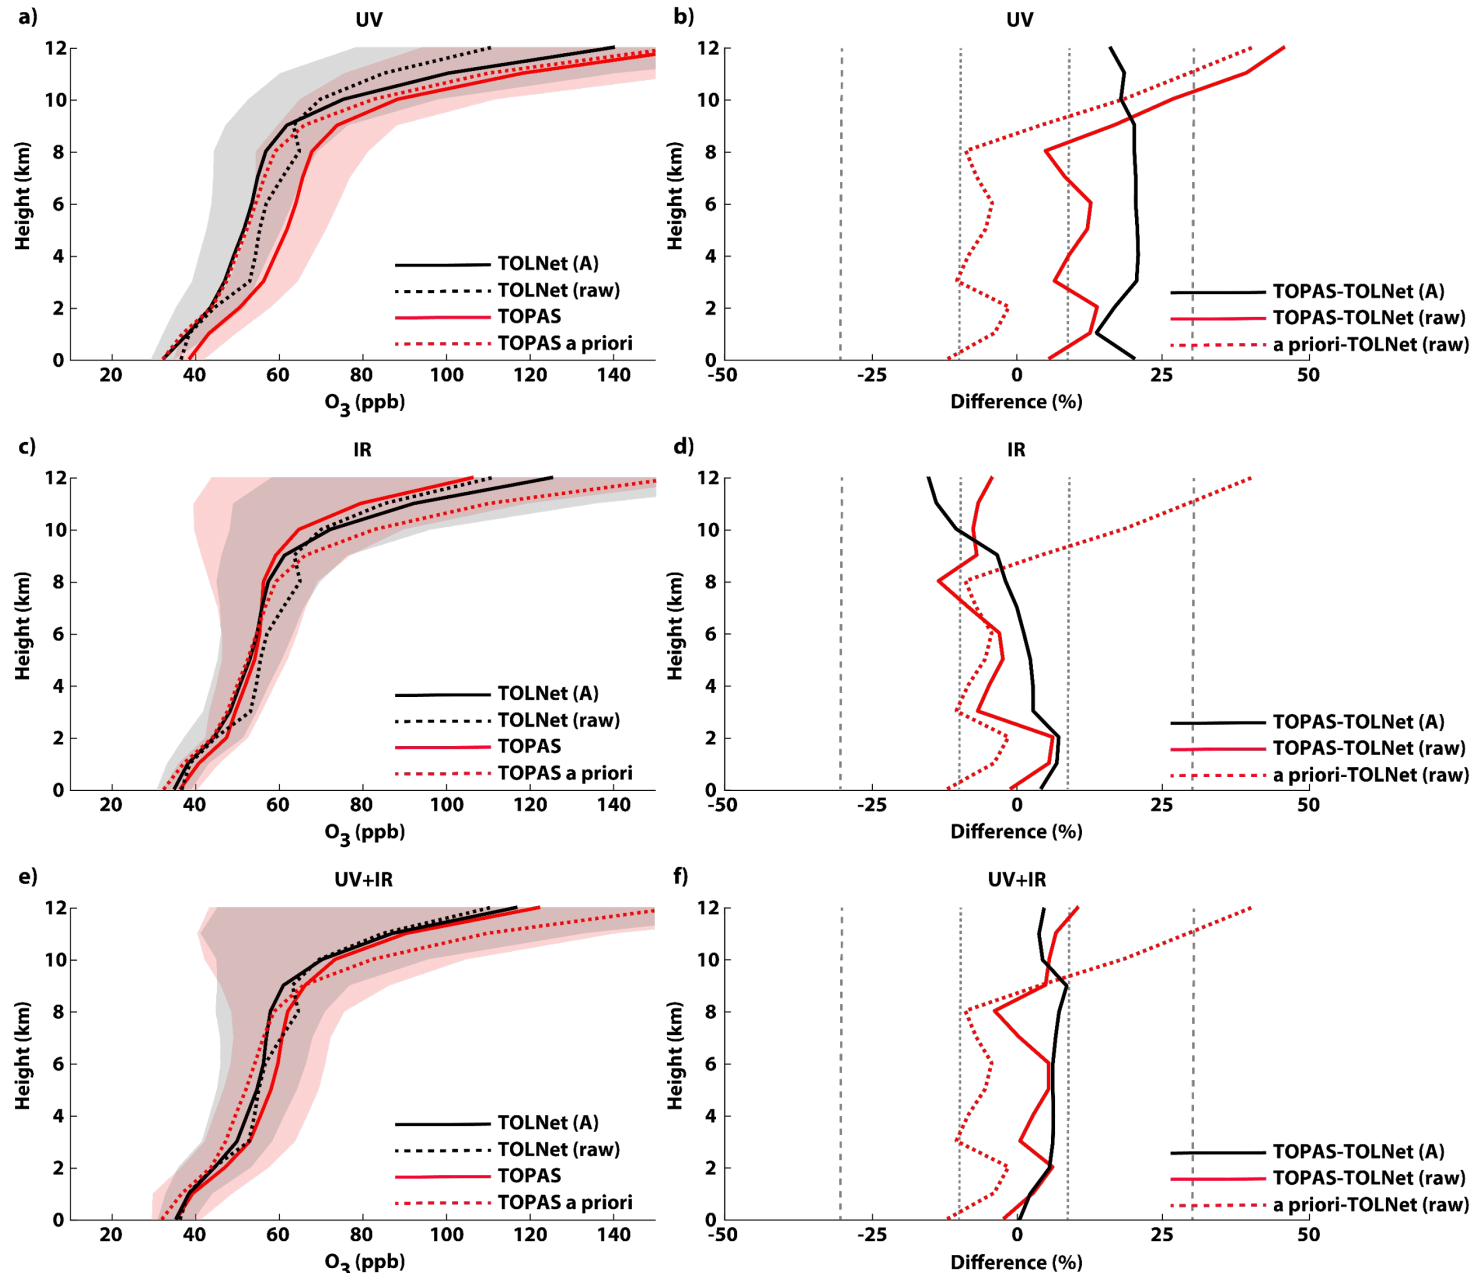 a)
UV
12
10
8
6
4
2
0
Height (km)
TOLNet (A)
TOLNet (raw)
TOPAS
TOPAS a priori
20 40 60 80 100 120 140
O3 (ppb)
b)
UV
12
10
8
6
4
2
0
Height (km)
TOPAS-TOLNet (A)
TOPAS-TOLNet (raw)
a priori-TOLNet (raw)
-50 -25 0 25 50
Difference (%)
c)
IR
12
10
8
6
4
2
0
Height (km)
TOLNet (A)
TOLNet (raw)
TOPAS
TOPAS a priori
20 40 60 80 100 120 140
O3 (ppb)
d)
IR
12
10
8
6
4
2
0
Height (km)
TOPAS-TOLNet (A)
TOPAS-TOLNet (raw)
a priori-TOLNet (raw)
-50 -25 0 25 50
Difference (%)
e)
UV+IR
12
10
8
6
4
2
0
Height (km)
TOLNet (A)
TOLNet (raw)
TOPAS
TOPAS a priori
20 40 60 80 100 120 140
O3 (ppb)
f)
UV+IR
12
10
8
6
4
2
0
Height (km)
TOPAS-TOLNet (A)
TOPAS-TOLNet (raw)
a priori-TOLNet (raw)
-50 -25 0 25 50
Difference (%)